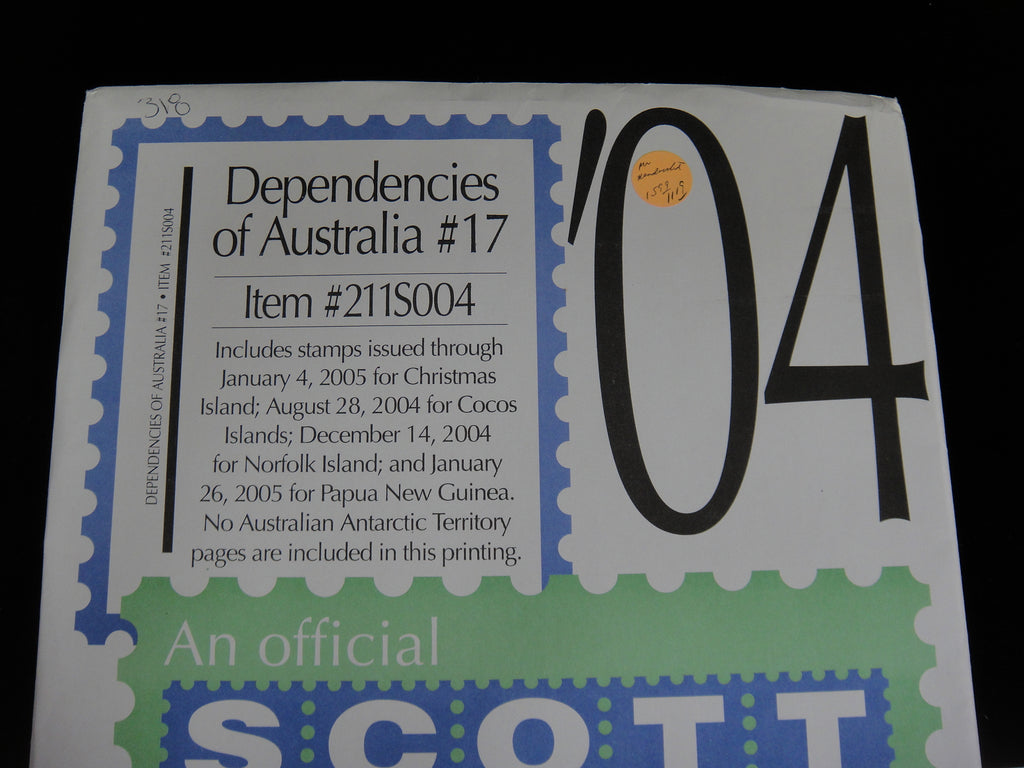 '318
Dependencies
of Australia #17
Item #211S004
Includes stamps issued through
January 4, 2005 for Christmas
Island; August 28, 2004 for Cocos
Islands; December 14, 2004
for Norfolk Island; and January
26, 2005 for Papua New Guinea.
No Australian Antarctic Territory
pages are included in this printing.
DEPENDENCIES OF AUSTRALIA #17 • ITEM #211S004
'04
An official
SCOTT